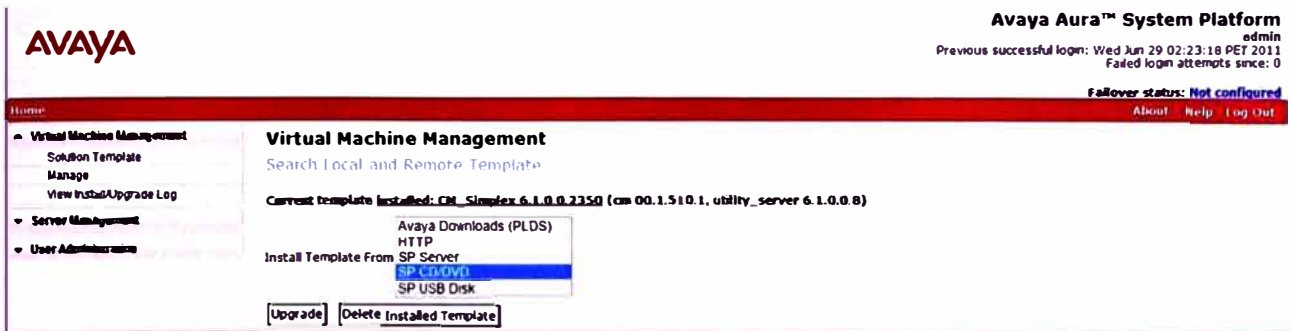 AVAYA
Avaya Aura™ System Platform
admin
Previous successful login: Wed Jun 29 02:23:18 PET 2011
Failed login attempts since: 0
Failover status: Not configured
Home
About Help Log Out
Virtual Machine Management
Solution Template
Manage
View Install/Upgrade Log
Server Management
User Administration
Virtual Machine Management
Search Local and Remote Template
Current template installed: CM_Simplex 6.1.0.0.2350 (cm 00.1.510.1, utility_server 6.1.0.0.8)
Install Template From
Avaya Downloads (PLDS)
HTTP
SP Server
SP CD/DVD
SP USB Disk
Upgrade Delete Installed Template